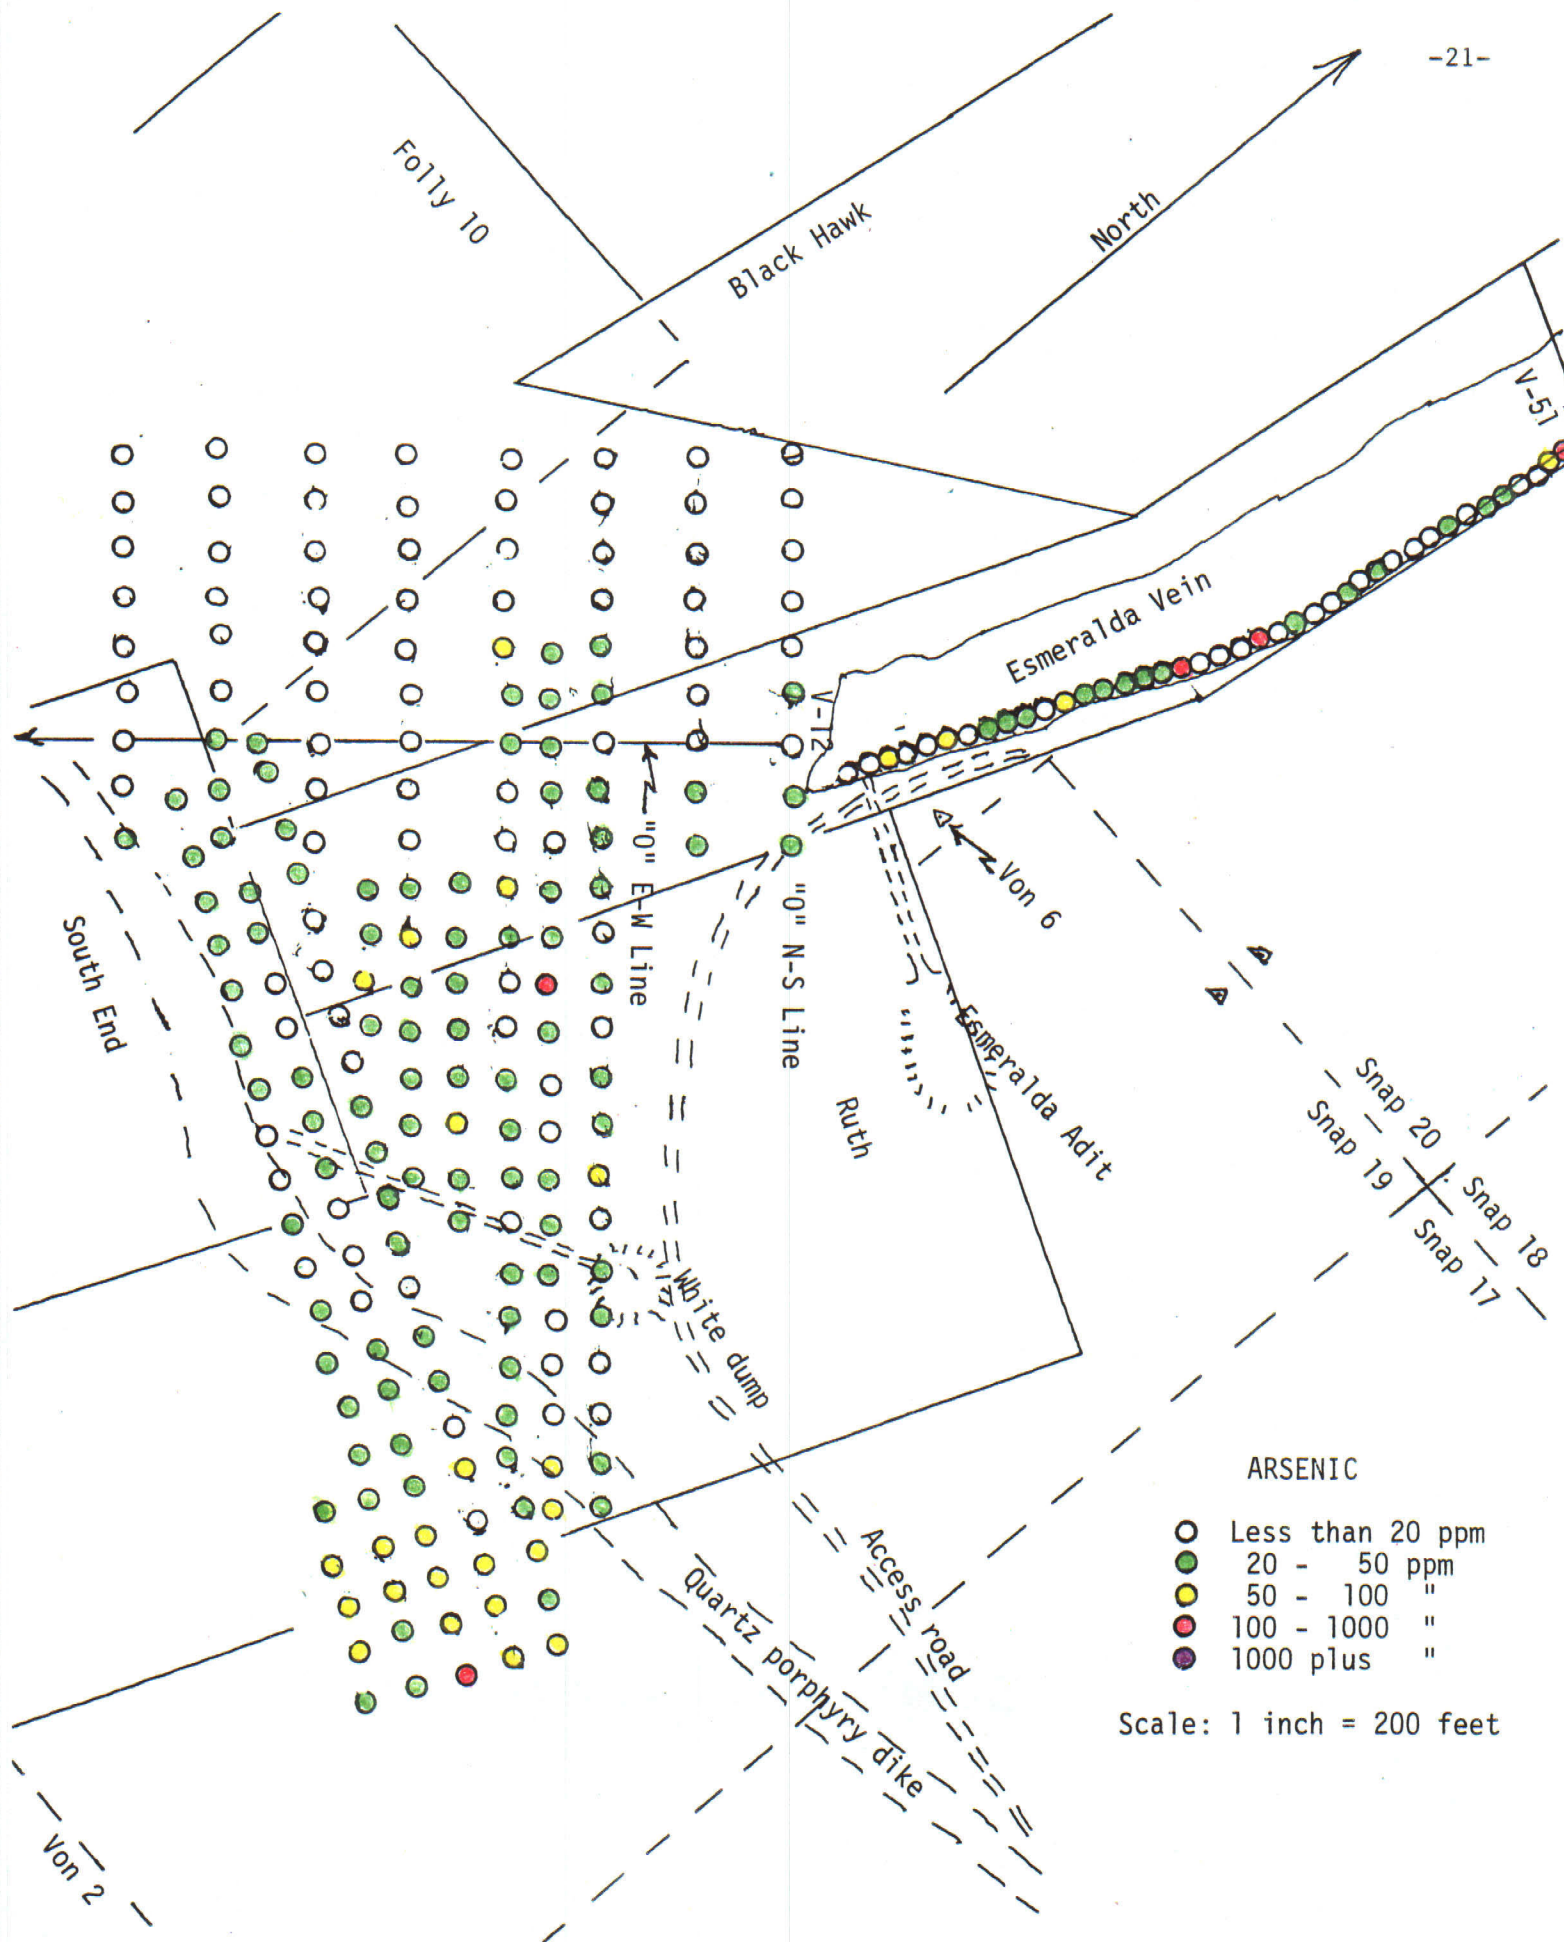 -21-
Folly 10
Black Hawk
North
V-51
Esmeralda Vein
V-12
"0" E-W Line
"0" N-S Line
Von 6
South End
Esmeralda Adit
Ruth
Snap 20
Snap 19
Snap 18
Snap 17
White dump
Access road
Quartz porphyry dike
Von 2
ARSENIC
Less than 20 ppm
20 - 50 ppm
50 - 100 "
100 - 1000 "
1000 plus "
Scale: 1 inch = 200 feet